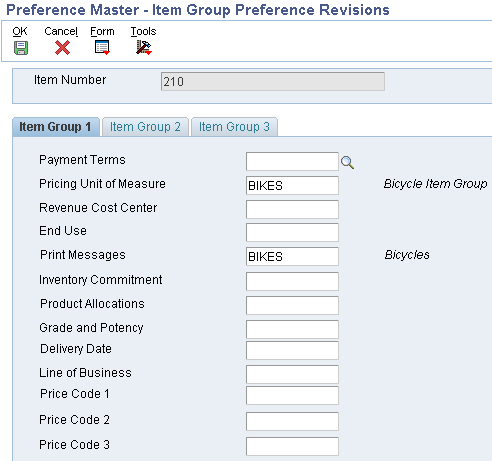 Preference Master - Item Group Preference Revisions
OK Cancel Form Tools
Item Number 210
Item Group 1 Item Group 2 Item Group 3
Payment Terms
Pricing Unit of Measure BIKES Bicycle Item Group
Revenue Cost Center
End Use
Print Messages BIKES Bicycles
Inventory Commitment
Product Allocations
Grade and Potency
Delivery Date
Line of Business
Price Code 1
Price Code 2
Price Code 3